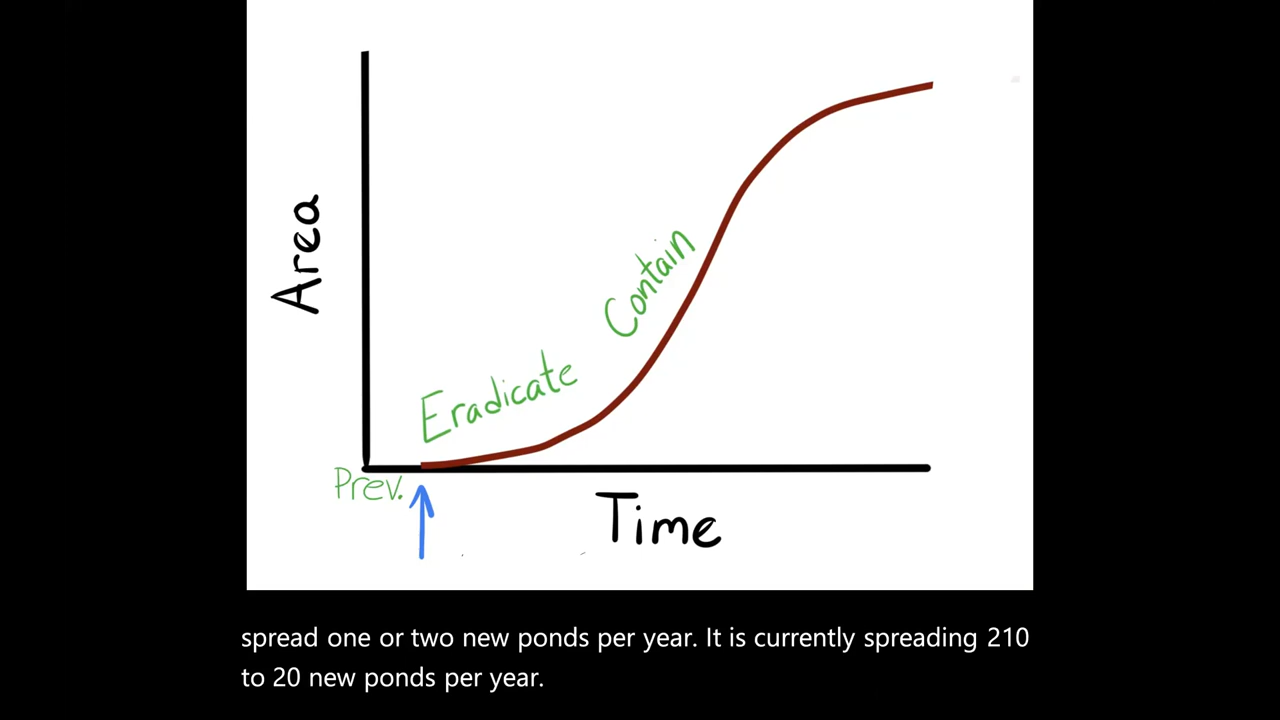 Area
Contain
Eradicate
Prev.
Time
spread one or two new ponds per year. It is currently spreading 210
to 20 new ponds per year.